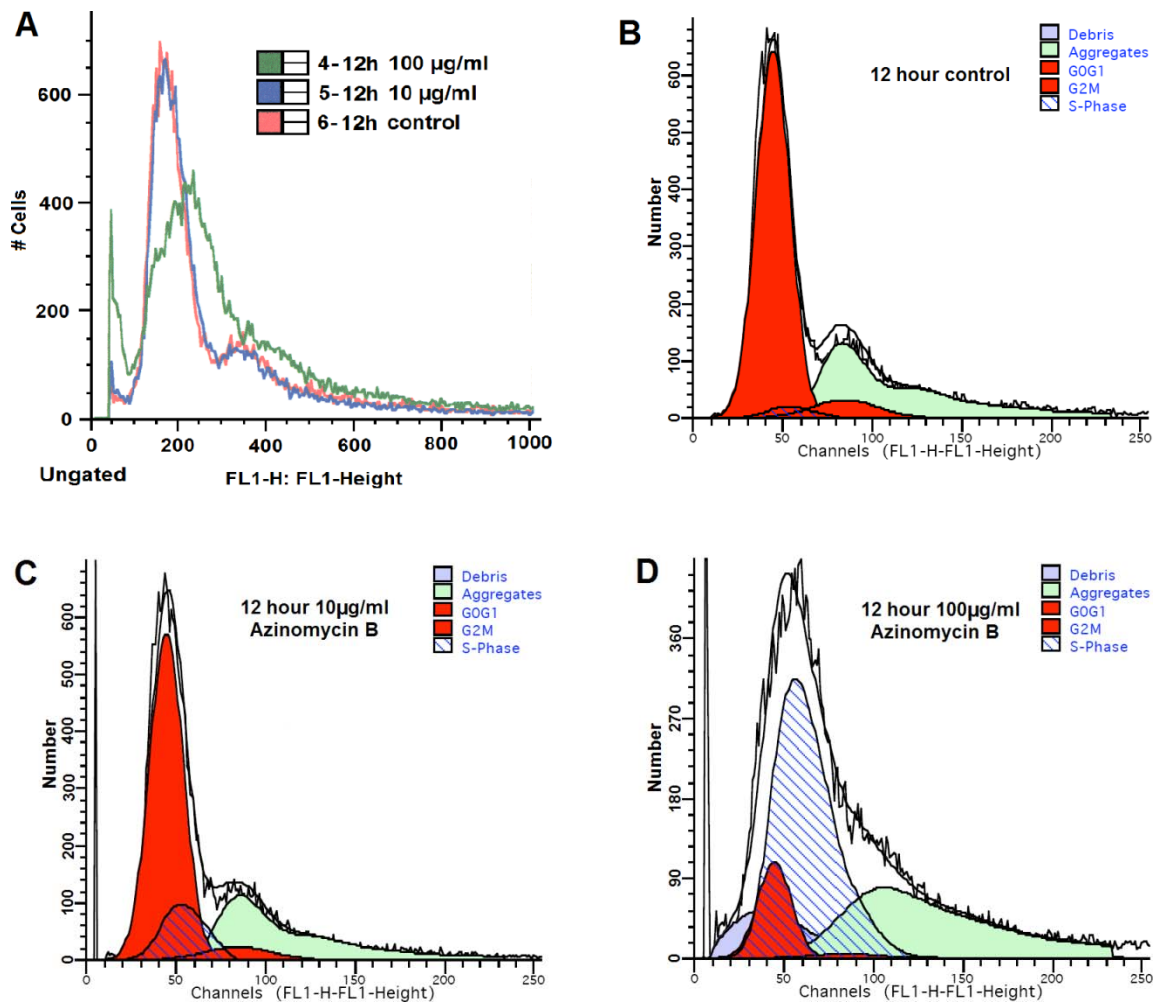 A
4-12h 100 µg/ml
5-12h 10 µg/ml
6-12h control
600
400
200
0
# Cells
0 200 400 600 800 1000
Ungated
FL1-H: FL1-Height
B
12 hour control
Debris
Aggregates
G0G1
G2M
S-Phase
Number
0 100 200 300 400 500 600
0 50 100 150 200 250
Channels (FL1-H-FL1-Height)
C
12 hour 10µg/ml
Azinomycin B
Debris
Aggregates
G0G1
G2M
S-Phase
Number
0 100 200 300 400 500 600
0 50 100 150 200 250
Channels (FL1-H-FL1-Height)
D
12 hour 100µg/ml
Azinomycin B
Debris
Aggregates
G0G1
G2M
S-Phase
Number
0 90 180 270 360
0 50 100 150 200 250
Channels (FL1-H-FL1-Height)